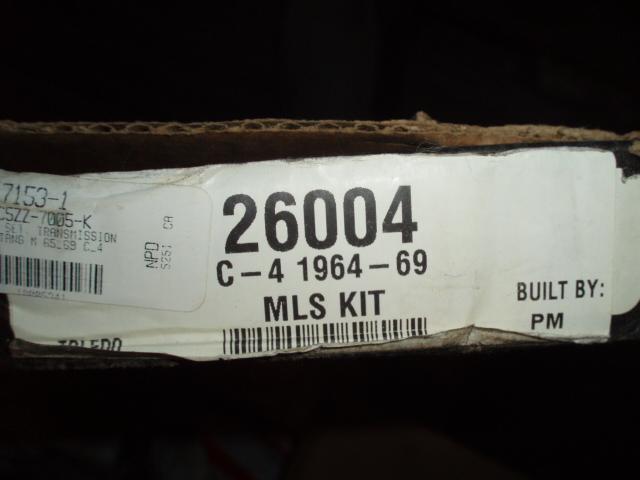 7153-1
C5ZZ-7005-K
SET, TRANSMISSION
TANG M 65-69 C-4
NPD
5251 CA
26004
C-4 1964-69
MLS KIT
BUILT BY:
PM
TOLEDO